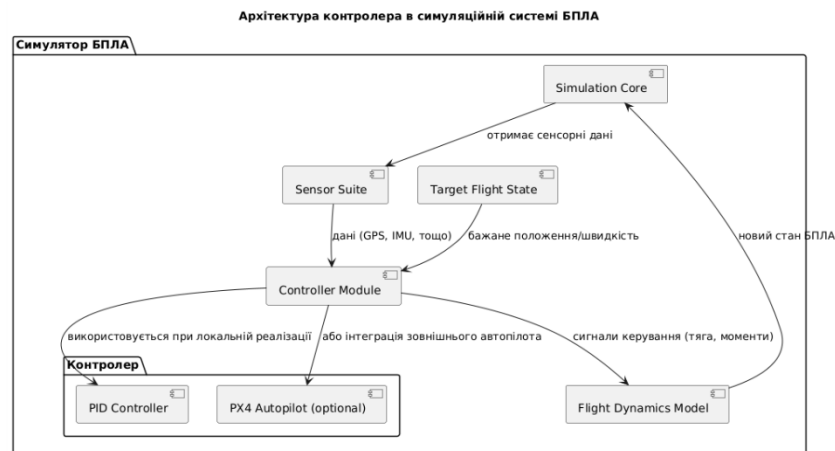 Архітектура контролера в симуляційній системі БПЛА
Симулятор БПЛА
Simulation Core
отримає сенсорні дані
Sensor Suite
Target Flight State
дані (GPS, IMU, тощо)
бажане положення/швидкість
новий стан БПЛА
Controller Module
використовується при локальній реалізації
або інтеграція зовнішнього автопілота
сигнали керування (тяга, моменти)
Контролер
PID Controller
PX4 Autopilot (optional)
Flight Dynamics Model